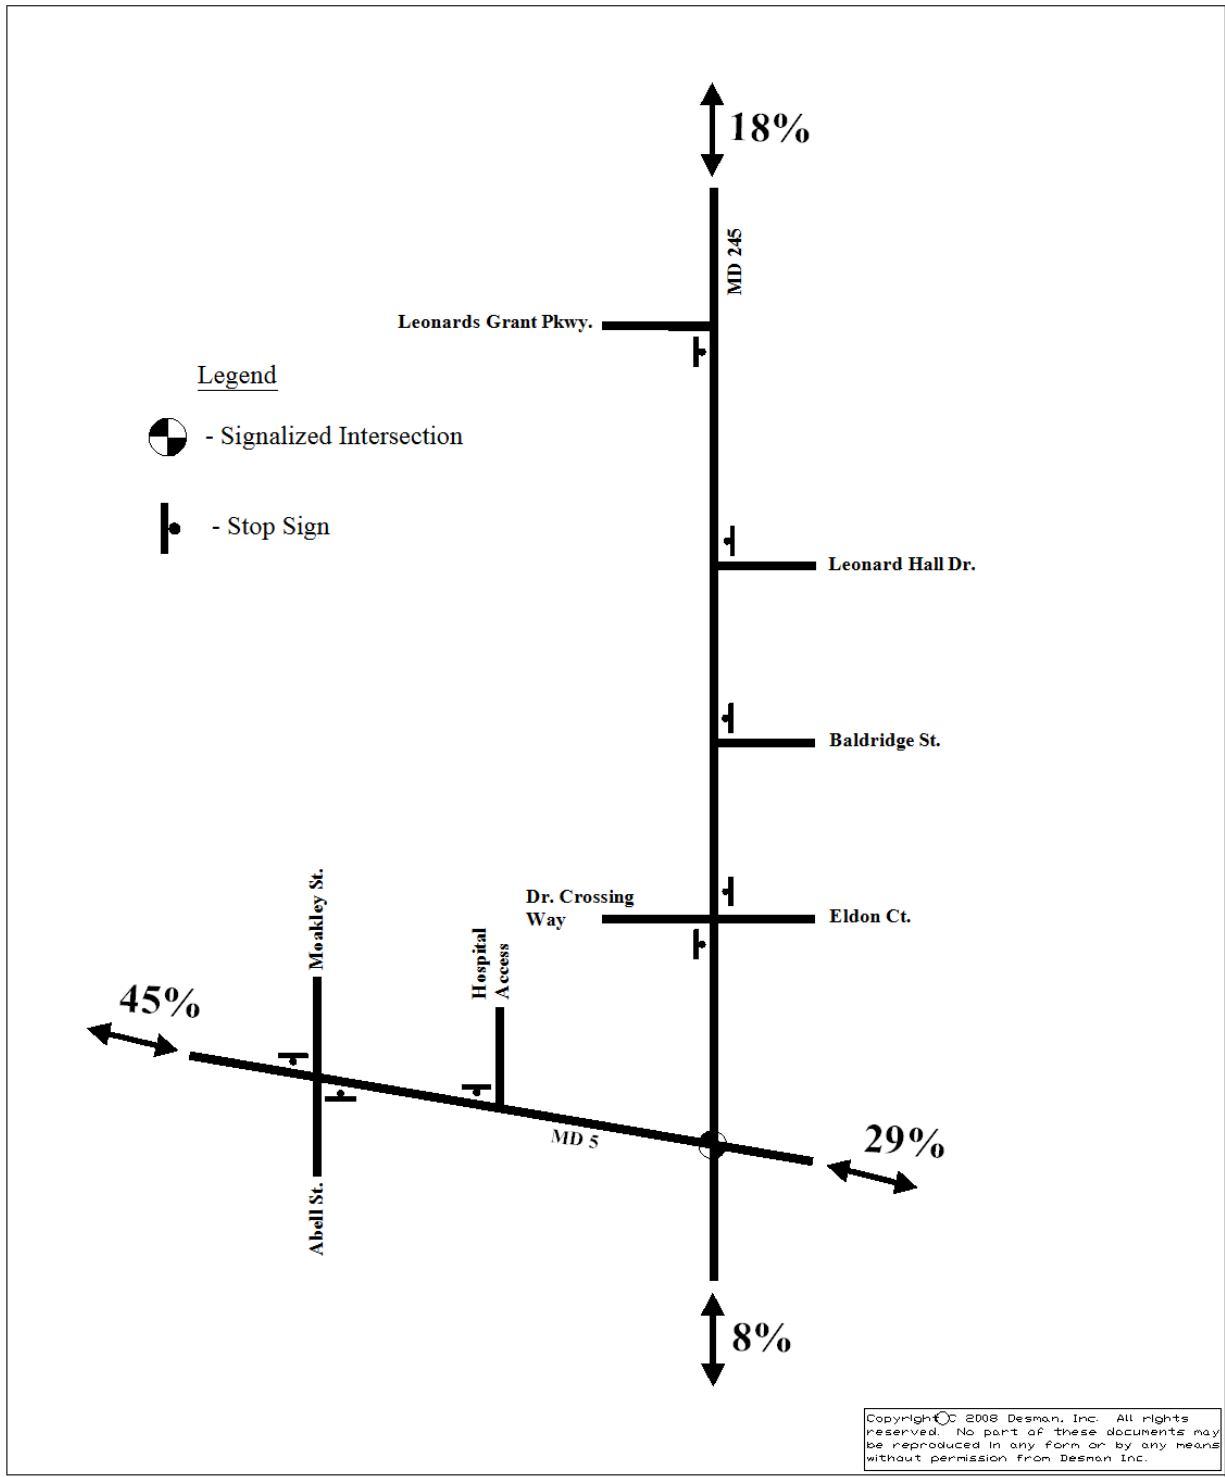 18%
MD 245
Leonards Grant Pkwy.
Legend
- Signalized Intersection
- Stop Sign
Leonard Hall Dr.
Baldridge St.
Dr. Crossing
Way
Eldon Ct.
Moakley St.
Hospital
Access
45%
MD 5
29%
Abell St.
8%
Copyright C 2008 Desman, Inc. All rights
reserved. No part of these documents may
be reproduced in any form or by any means
without permission from Desman Inc.